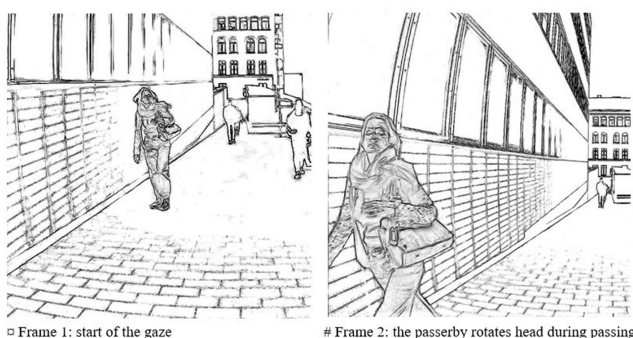 ¤ Frame 1: start of the gaze
# Frame 2: the passerby rotates head during passing